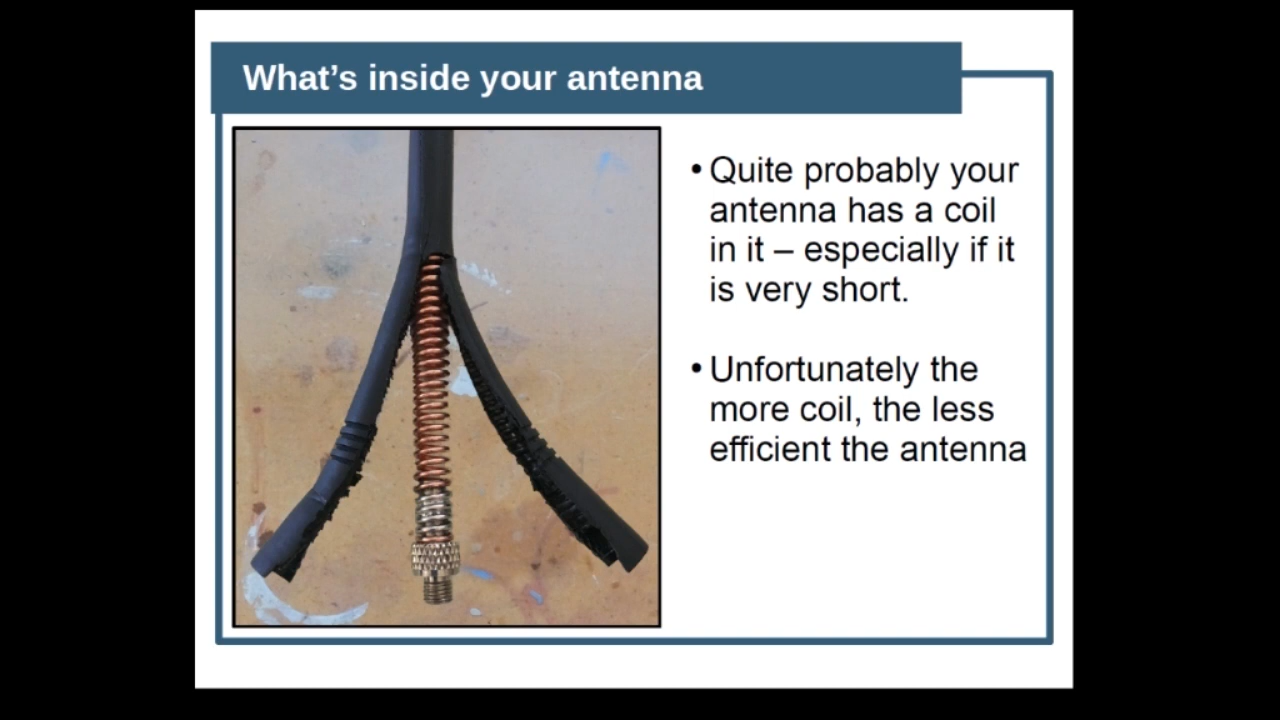 What’s inside your antenna
• Quite probably your
antenna has a coil
in it – especially if it
is very short.
• Unfortunately the
more coil, the less
efficient the antenna